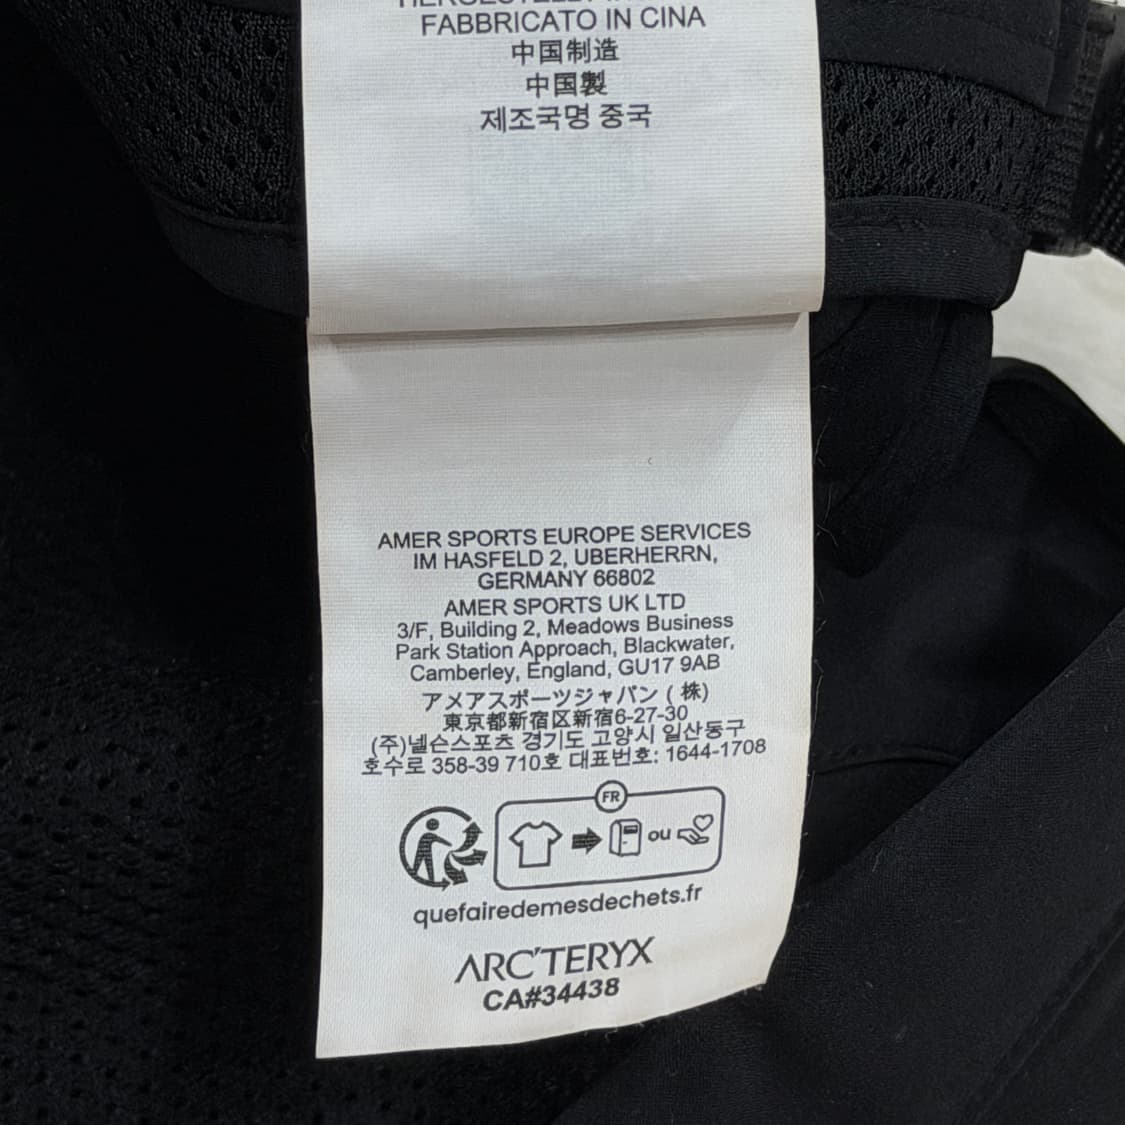 FABBRICATO IN CINA
中国制造
中国製
제조국명 중국
AMER SPORTS EUROPE SERVICES
IM HASFELD 2, UBERHERRN,
GERMANY 66802
AMER SPORTS UK LTD
3/F, Building 2, Meadows Business
Park Station Approach, Blackwater,
Camberley, England, GU17 9AB
アメアスポーツジャパン (株)
東京都新宿区新宿6-27-30
(주)넬슨스포츠 경기도 고양시 일산동구
호수로 358-39 710호 대표번호: 1644-1708
FR
ou
quefairedemesdechets.fr
ARC'TERYX
CA#34438